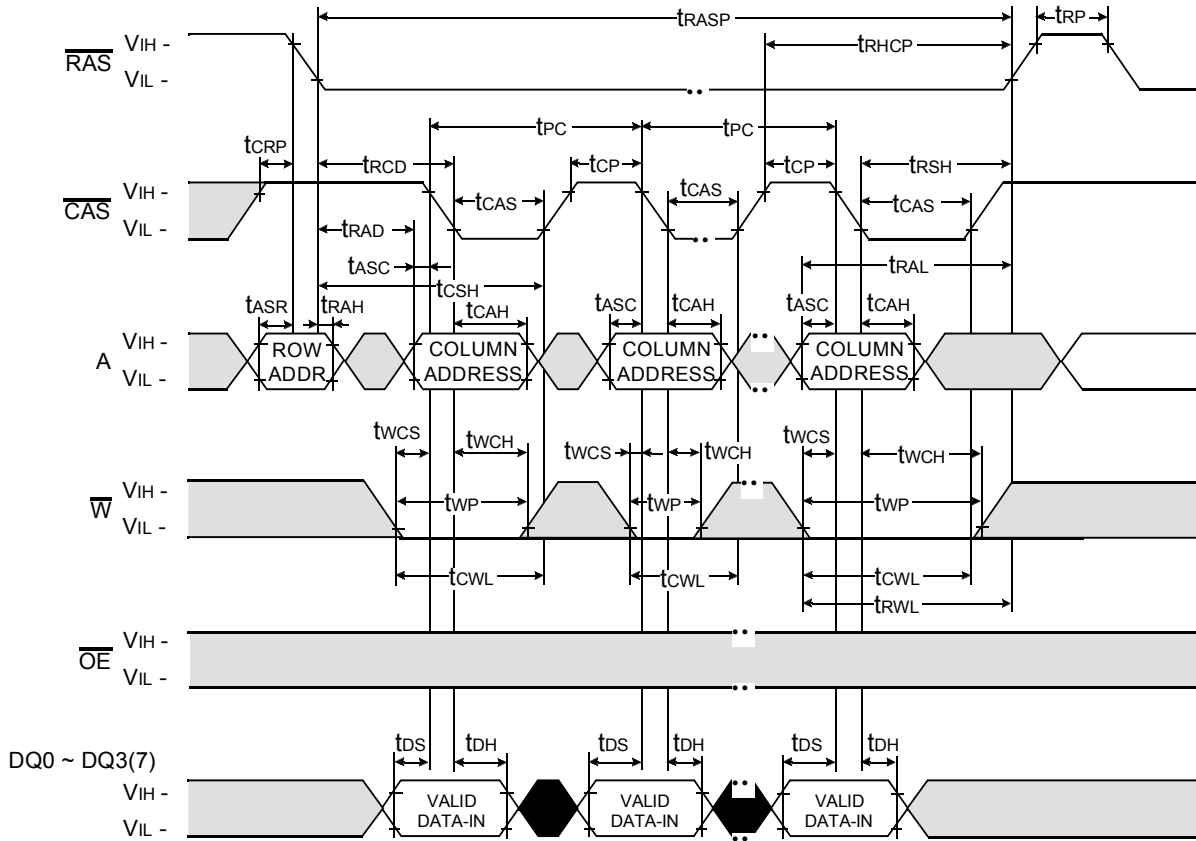 tRASP
tRP
tRHCP
RAS
VIH -
VIL -
tPC
tPC
tCRP
tRCD
tCP
tCP
tRSH
CAS
VIH -
VIL -
tCAS
tCAS
tCAS
tRAD
tASC
tCSH
tRAL
tASR
tRAH
tCAH
tASC
tCAH
tASC
tCAH
A
VIH -
VIL -
ROW
ADDR
COLUMN
ADDRESS
COLUMN
ADDRESS
COLUMN
ADDRESS
tWCS
tWCH
tWCS
tWCH
tWCS
tWCH
W
VIH -
VIL -
tWP
tWP
tWP
tCWL
tCWL
tCWL
tRWL
OE
VIH -
VIL -
tDS
tDH
tDS
tDH
tDS
tDH
DQ0 ~ DQ3(7)
VIH -
VIL -
VALID
DATA-IN
VALID
DATA-IN
VALID
DATA-IN